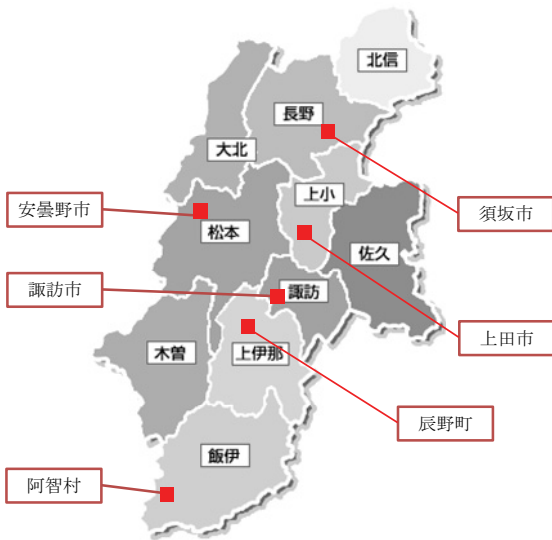 北信
長野
大北
上小
安曇野市
須坂市
松本
佐久
諏訪市
諏訪
上田市
木曽
上伊那
辰野町
飯伊
阿智村